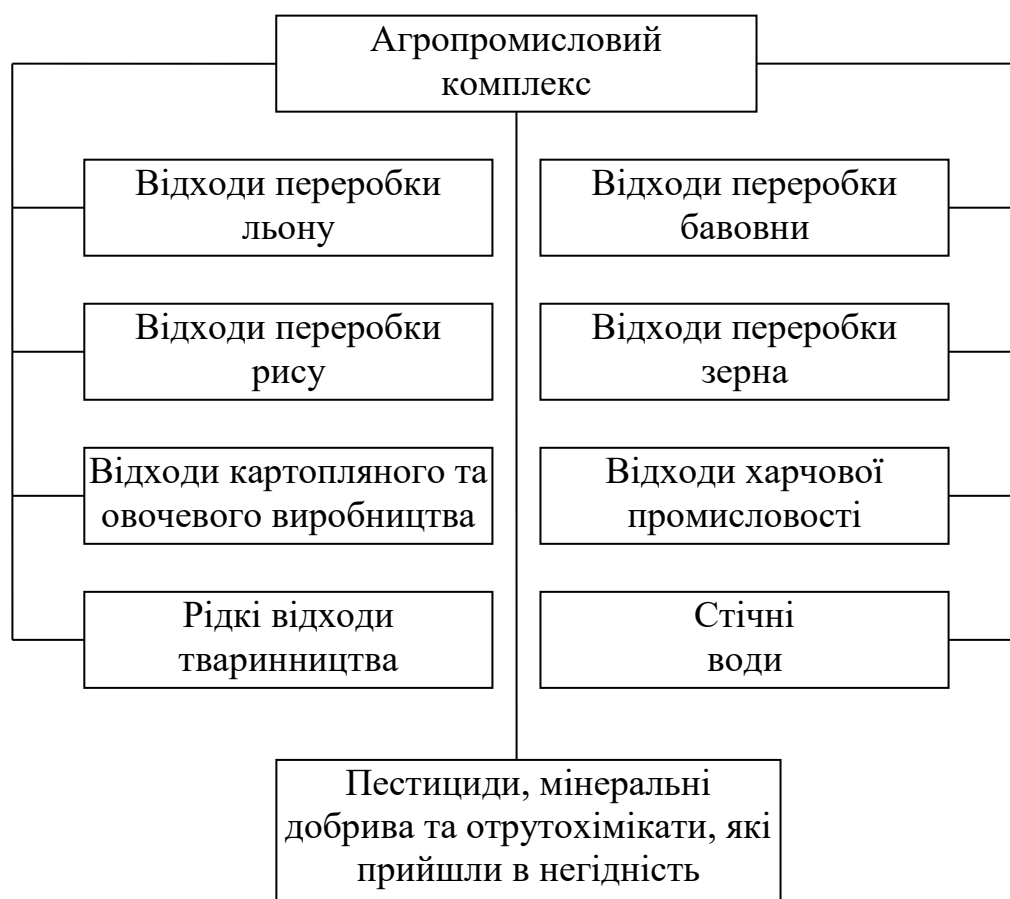 Агропромисловий
комплекс
Відходи переробки
льону
Відходи переробки
бавовни
Відходи переробки
рису
Відходи переробки
зерна
Відходи картопляного та
овочевого виробництва
Відходи харчової
промисловості
Рідкі відходи
тваринництва
Стічні
води
Пестициди, мінеральні
добрива та отрутохімікати, які
прийшли в негідність